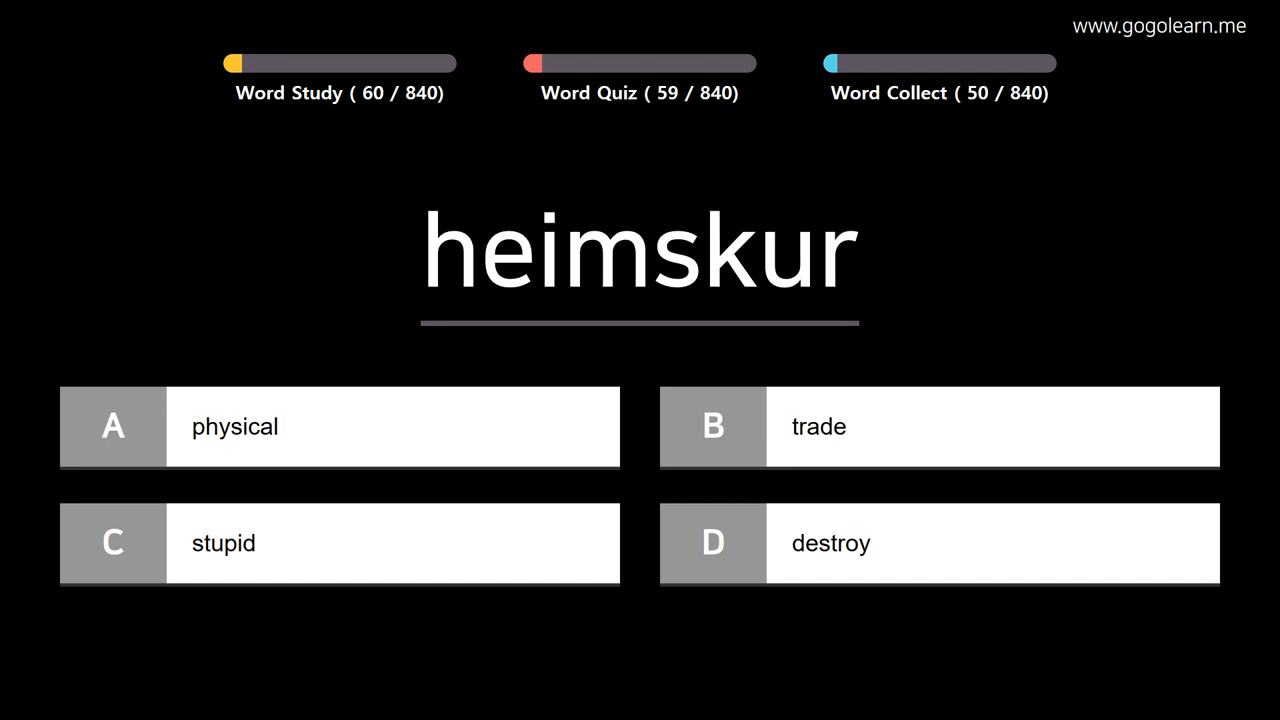 www.gogolearn.me
Word Study ( 60 / 840)
Word Quiz ( 59 / 840)
Word Collect ( 50 / 840)
heimskur
A physical
B trade
C stupid
D destroy